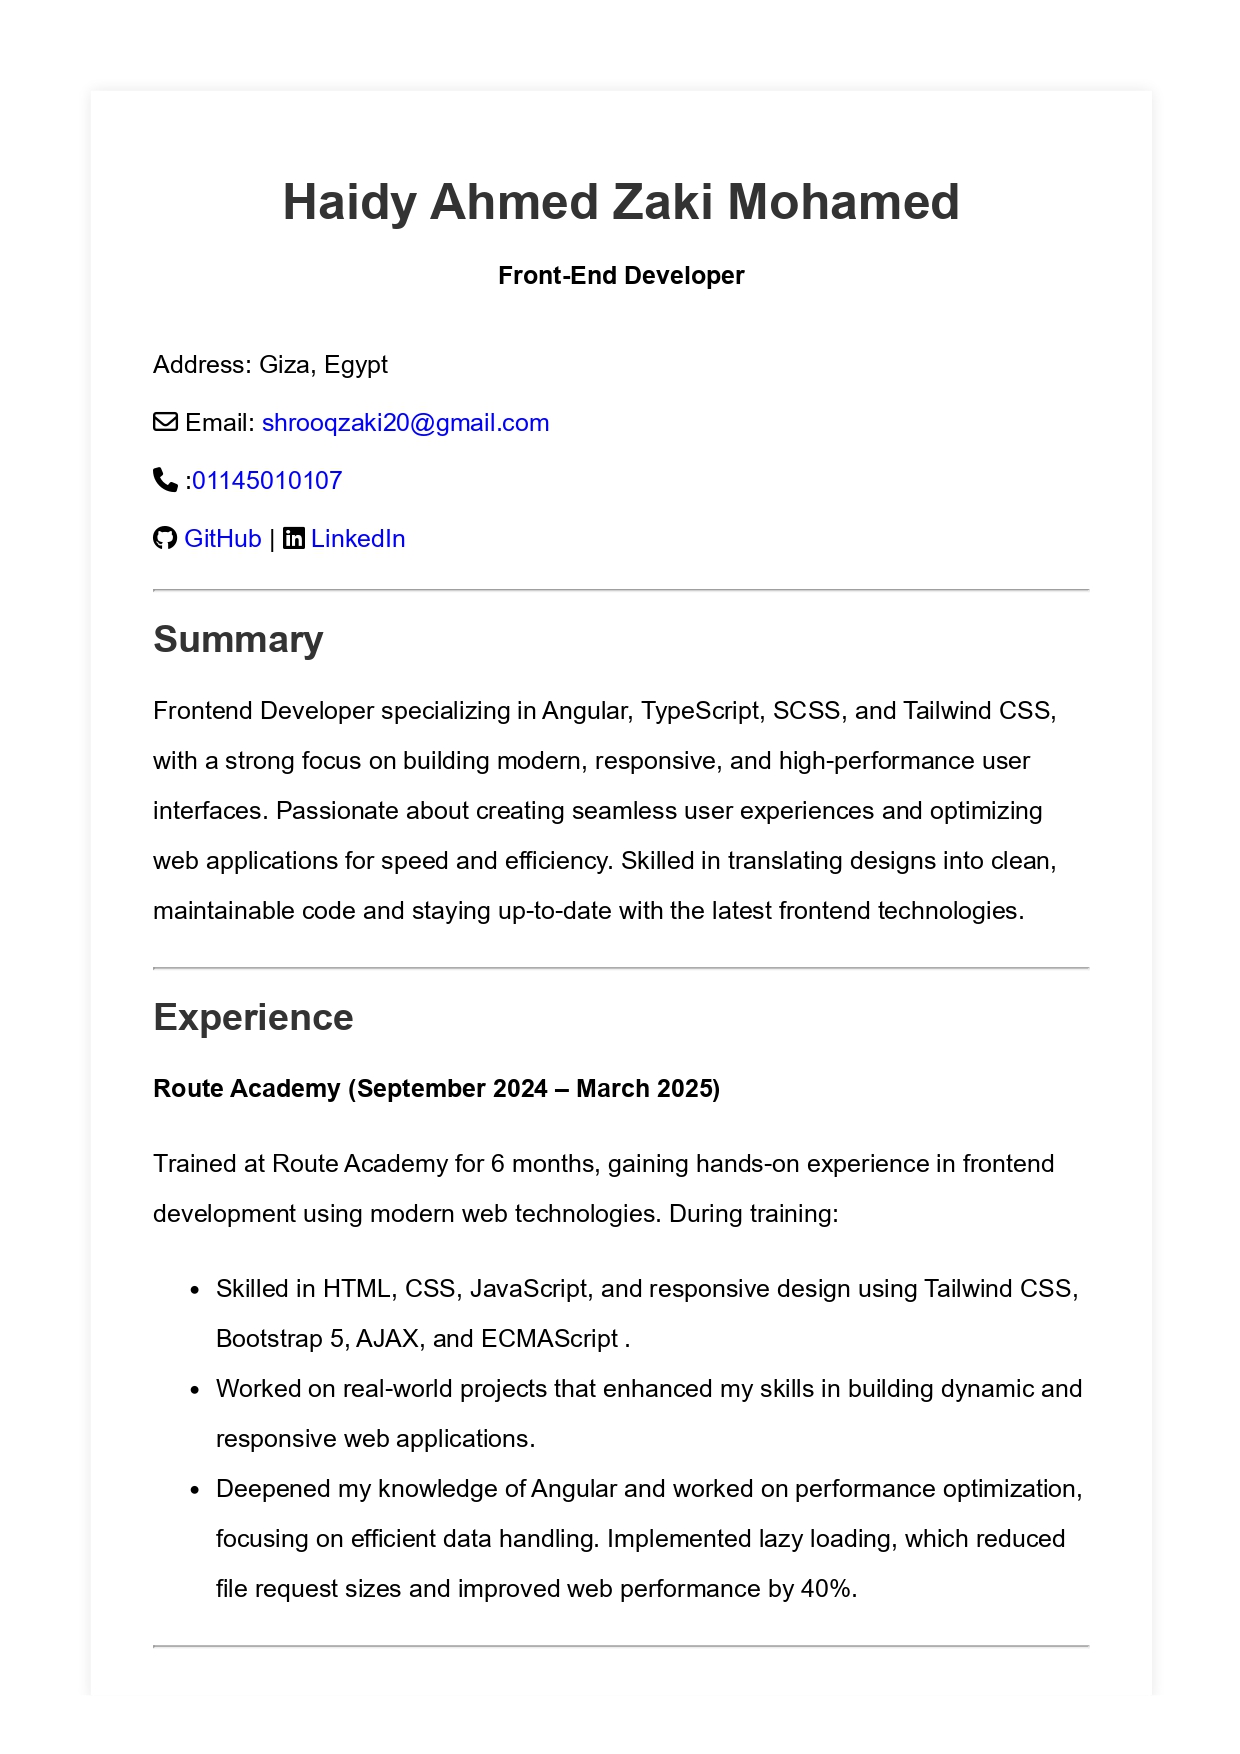 Haidy Ahmed Zaki Mohamed
Front-End Developer
Address: Giza, Egypt
Email: shrooqzaki20@gmail.com
:01145010107
GitHub | LinkedIn
Summary
Frontend Developer specializing in Angular, TypeScript, SCSS, and Tailwind CSS,
with a strong focus on building modern, responsive, and high-performance user
interfaces. Passionate about creating seamless user experiences and optimizing
web applications for speed and efficiency. Skilled in translating designs into clean,
maintainable code and staying up-to-date with the latest frontend technologies.
Experience
Route Academy (September 2024 – March 2025)
Trained at Route Academy for 6 months, gaining hands-on experience in frontend
development using modern web technologies. During training:
• Skilled in HTML, CSS, JavaScript, and responsive design using Tailwind CSS,
Bootstrap 5, AJAX, and ECMAScript .
• Worked on real-world projects that enhanced my skills in building dynamic and
responsive web applications.
• Deepened my knowledge of Angular and worked on performance optimization,
focusing on efficient data handling. Implemented lazy loading, which reduced
file request sizes and improved web performance by 40%.